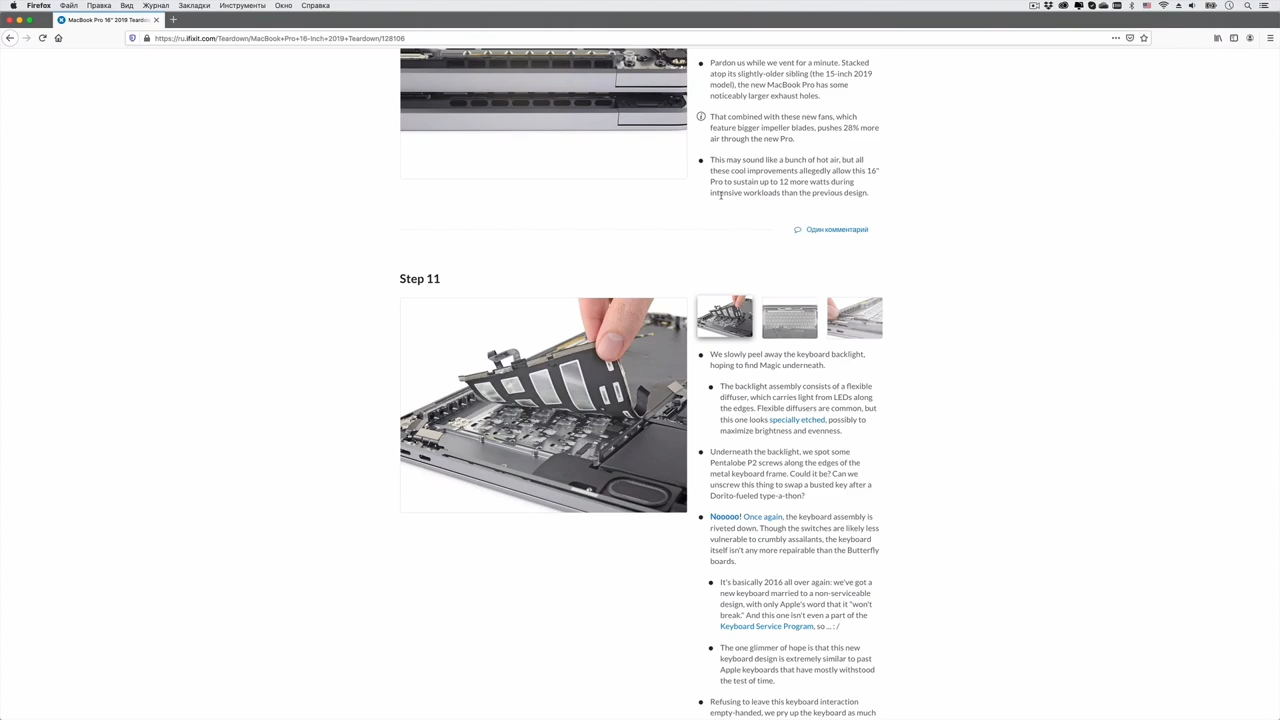 Firefox Файл Правка Вид Журнал Закладки Инструменты Окно Справка
MacBook Pro 16" 2019 Teardo
https://ru.ifixit.com/Teardown/MacBook+Pro+16-Inch+2019+Teardown/128106
Pardon us while we vent for a minute. Stacked
atop its slightly-older sibling (the 15-inch 2019
model), the new MacBook Pro has some
noticeably larger exhaust holes.
That combined with these new fans, which
feature bigger impeller blades, pushes 28% more
air through the new Pro.
This may sound like a bunch of hot air, but all
these cool improvements allegedly allow this 16"
Pro to sustain up to 12 more watts during
intensive workloads than the previous design.
Один комментарий
Step 11
We slowly peel away the keyboard backlight,
hoping to find Magic underneath.
The backlight assembly consists of a flexible
diffuser, which carries light from LEDs along
the edges. Flexible diffusers are common, but
this one looks specially etched, possibly to
maximize brightness and evenness.
Underneath the backlight, we spot some
Pentalobe P2 screws along the edges of the
metal keyboard frame. Could it be? Can we
unscrew this thing to swap a busted key after a
Dorito-fueled type-a-thon?
Nooooo! Once again, the keyboard assembly is
riveted down. Though the switches are likely less
vulnerable to crumbly assailants, the keyboard
itself isn't any more repairable than the Butterfly
boards.
It's basically 2016 all over again: we've got a
new keyboard married to a non-serviceable
design, with only Apple's word that it "won't
break." And this one isn't even a part of the
Keyboard Service Program, so ... : /
The one glimmer of hope is that this new
keyboard design is extremely similar to past
Apple keyboards that have mostly withstood
the test of time.
Refusing to leave this keyboard interaction
empty-handed, we pry up the keyboard as much